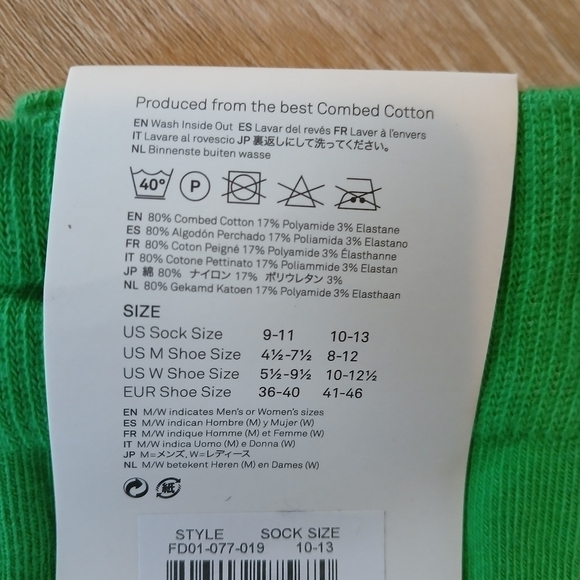 Produced from the best Combed Cotton
EN Wash Inside Out ES Lavar del revés FR Laver à l'envers
IT Lavare al rovescio JP 裏返しにして洗ってください。
NL Binnenste buiten wasse
40° P
EN 80% Combed Cotton 17% Polyamide 3% Elastane
ES 80% Algodón Perchado 17% Poliamida 3% Elastano
FR 80% Coton Peigné 17% Polyamide 3% Élasthanne
IT 80% Cotone Pettinato 17% Poliammide 3% Elastan
JP 綿 80% ナイロン 17% ポリウレタン 3%
NL 80% Gekamd Katoen 17% Polyamide 3% Elasthaan
SIZE
US Sock Size 9-11 10-13
US M Shoe Size 4½-7½ 8-12
US W Shoe Size 5½-9½ 10-12½
EUR Shoe Size 36-40 41-46
EN M/W indicates Men's or Women's sizes
ES M/W indican Hombre (M) y Mujer (W)
FR M/W indique Homme (M) et Femme (W)
IT M/W indica Uomo (M) e Donna (W)
JP M=メンズ, W=レディース
NL M/W betekent Heren (M) en Dames (W)
紙
STYLE SOCK SIZE
FD01-077-019 10-13